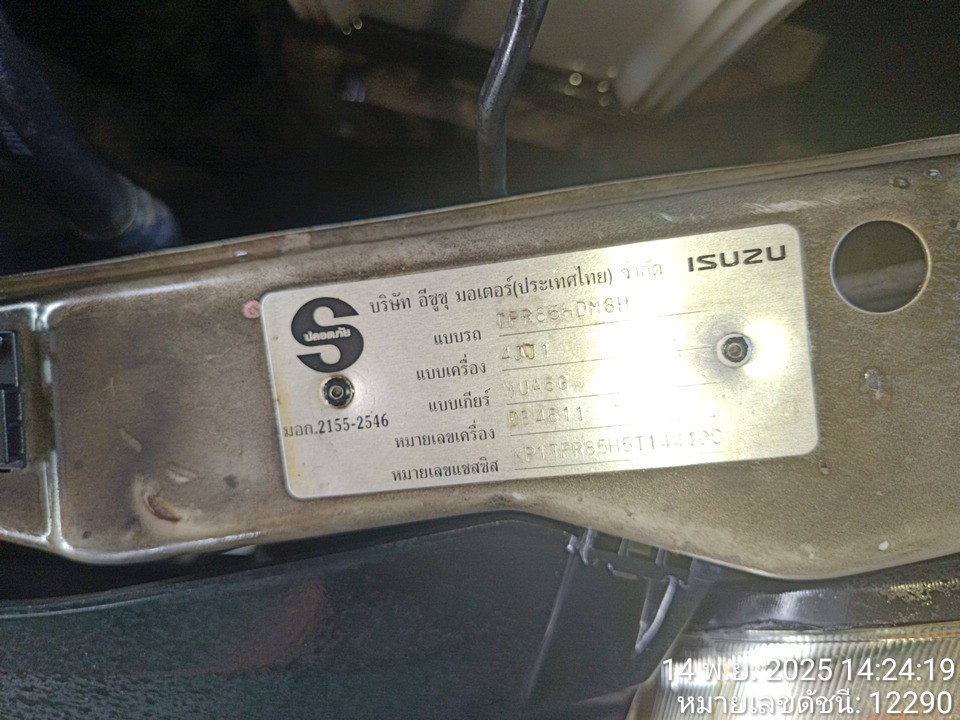 ISUZU
บริษัท อีซูซุ มอเตอร์(ประเทศไทย) จำกัด
ปลอดภัย
แบบรถ
แบบเครื่อง 4JJ1
แบบเกียร์
มอก.2155-2546
หมายเลขเครื่อง
หมายเลขแชสซีส
14 พ.ย. 2025 14:24:19
หมายเลขดัชนี: 12290